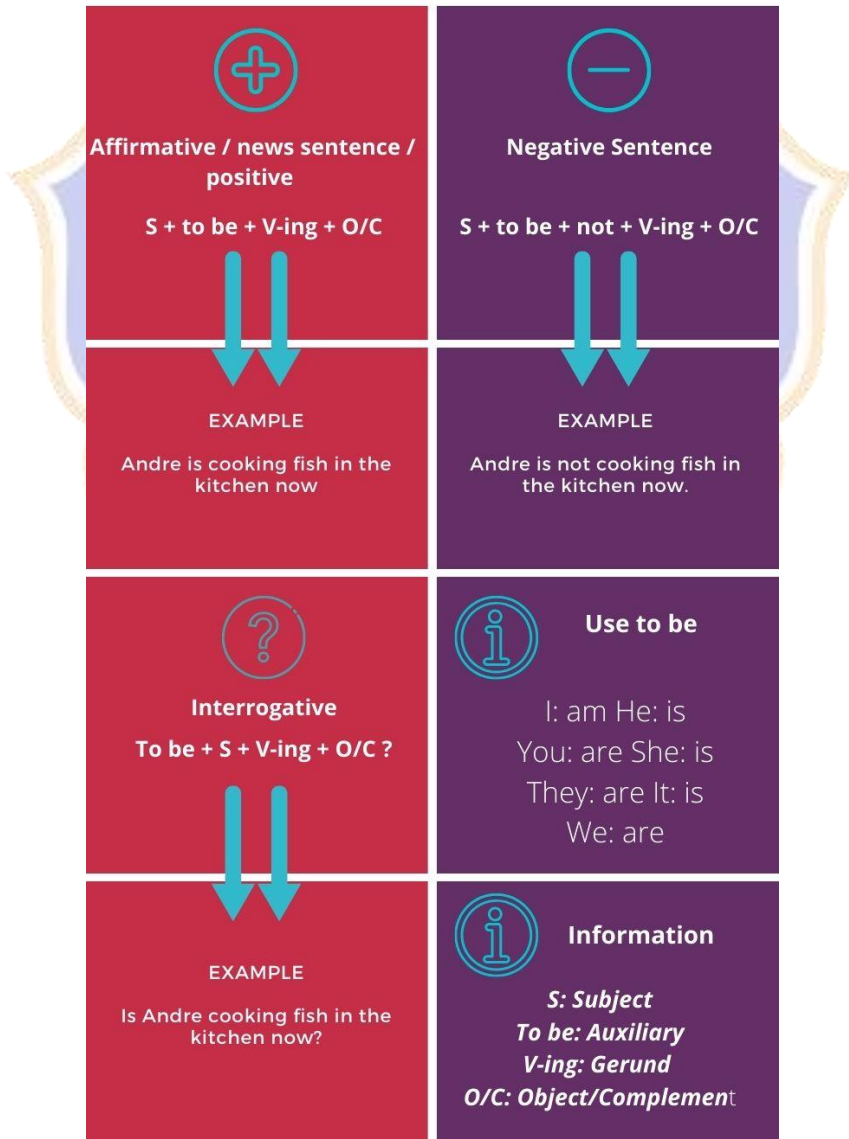 Affirmative / news sentence /
positive
S + to be + V-ing + O/C
EXAMPLE
Andre is cooking fish in the
kitchen now
Negative Sentence
S + to be + not + V-ing + O/C
EXAMPLE
Andre is not cooking fish in
the kitchen now.
Interrogative
To be + S + V-ing + O/C ?
EXAMPLE
Is Andre cooking fish in the
kitchen now?
Use to be
I: am He: is
You: are She: is
They: are It: is
We: are
Information
S: Subject
To be: Auxiliary
V-ing: Gerund
O/C: Object/Complement